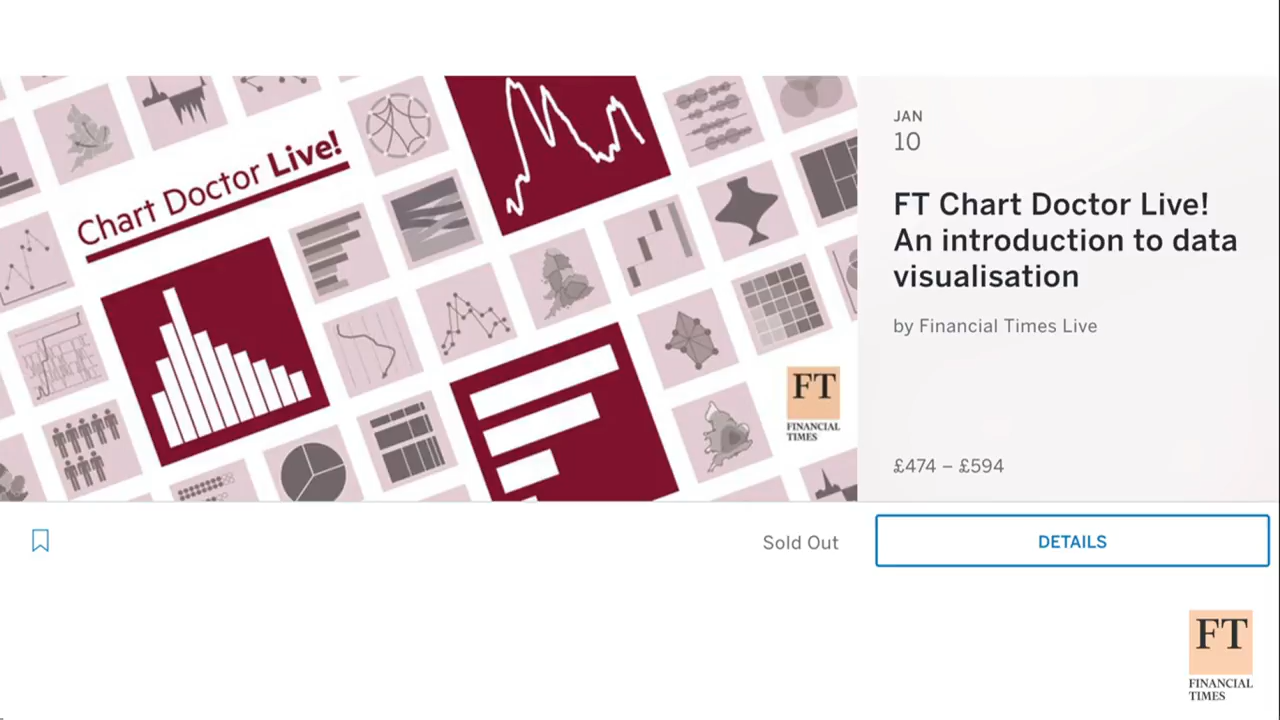 Chart Doctor Live!
FT
FINANCIAL
TIMES
JAN
10
FT Chart Doctor Live!
An introduction to data
visualisation
by Financial Times Live
£474 – £594
Sold Out
DETAILS
FT
FINANCIAL
TIMES